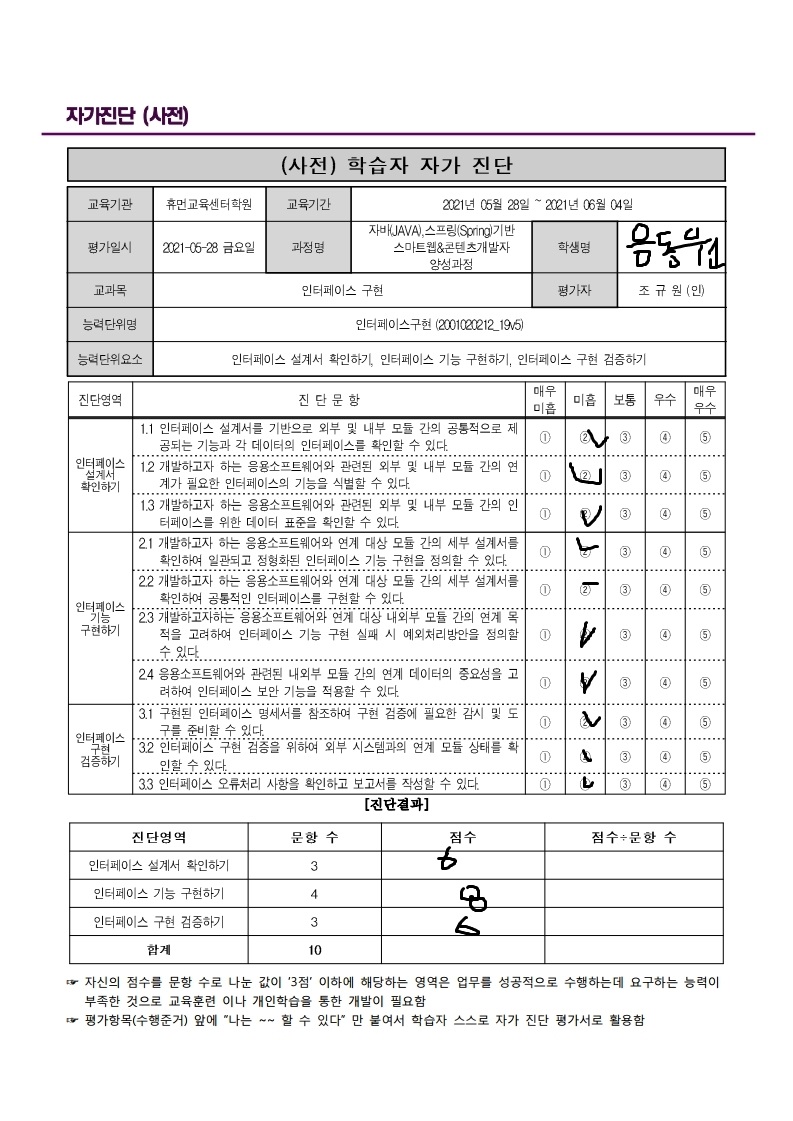 자가진단 (사전)
(사전) 학습자 자가 진단
교육기관 휴먼교육센터학원 교육기간 2021년 05월 28일 ~ 2021년 06월 04일
평가일시 2021-05-28 금요일 과정명 자바(JAVA),스프링(Spring)기반
스마트웹&콘텐츠개발자
양성과정 학생명
교과목 인터페이스 구현 평가자 조 규 원 (인)
능력단위명 인터페이스구현 (2001020212_19v5)
능력단위요소 인터페이스 설계서 확인하기, 인터페이스 기능 구현하기, 인터페이스 구현 검증하기
진단영역 진 단 문 항 매우 미흡 미흡 보통 우수 매우 우수
인터페이스 설계서 확인하기
1.1 인터페이스 설계서를 기반으로 외부 및 내부 모듈 간의 공통적으로 제
공되는 기능과 각 데이터의 인터페이스를 확인할 수 있다. ① ② ③ ④ ⑤
1.2 개발하고자 하는 응용소프트웨어와 관련된 외부 및 내부 모듈 간의 연
계가 필요한 인터페이스의 기능을 식별할 수 있다. ① ② ③ ④ ⑤
1.3 개발하고자 하는 응용소프트웨어와 관련된 외부 및 내부 모듈 간의 인
터페이스를 위한 데이터 표준을 확인할 수 있다. ① ② ③ ④ ⑤
인터페이스 기능 구현하기
2.1 개발하고자 하는 응용소프트웨어와 연계 대상 모듈 간의 세부 설계서를
확인하여 일관되고 정형화된 인터페이스 기능 구현을 정의할 수 있다. ① ② ③ ④ ⑤
2.2 개발하고자 하는 응용소프트웨어와 연계 대상 모듈 간의 세부 설계서를
확인하여 공통적인 인터페이스를 구현할 수 있다. ① ② ③ ④ ⑤
2.3 개발하고자하는 응용소프트웨어와 연계 대상 내외부 모듈 간의 연계 목
적을 고려하여 인터페이스 기능 구현 실패 시 예외처리방안을 정의할
수 있다. ① ② ③ ④ ⑤
2.4 응용소프트웨어와 관련된 내외부 모듈 간의 연계 데이터의 중요성을 고
려하여 인터페이스 보안 기능을 적용할 수 있다. ① ② ③ ④ ⑤
인터페이스 구현 검증하기
3.1 구현된 인터페이스 명세서를 참조하여 구현 검증에 필요한 감시 및 도
구를 준비할 수 있다. ① ② ③ ④ ⑤
3.2 인터페이스 구현 검증을 위하여 외부 시스템과의 연계 모듈 상태를 확
인할 수 있다. ① ② ③ ④ ⑤
3.3 인터페이스 오류처리 사항을 확인하고 보고서를 작성할 수 있다. ① ② ③ ④ ⑤
[진단결과]
진단영역 문항 수 점수 점수÷문항 수
인터페이스 설계서 확인하기 3 6
인터페이스 기능 구현하기 4 8
인터페이스 구현 검증하기 3 6
합계 10
☞ 자신의 점수를 문항 수로 나눈 값이 '3점' 이하에 해당하는 영역은 업무를 성공적으로 수행하는데 요구하는 능력이
부족한 것으로 교육훈련 이나 개인학습을 통한 개발이 필요함
☞ 평가항목(수행준거) 앞에 "나는 ~~ 할 수 있다" 만 붙여서 학습자 스스로 자가 진단 평가서로 활용함